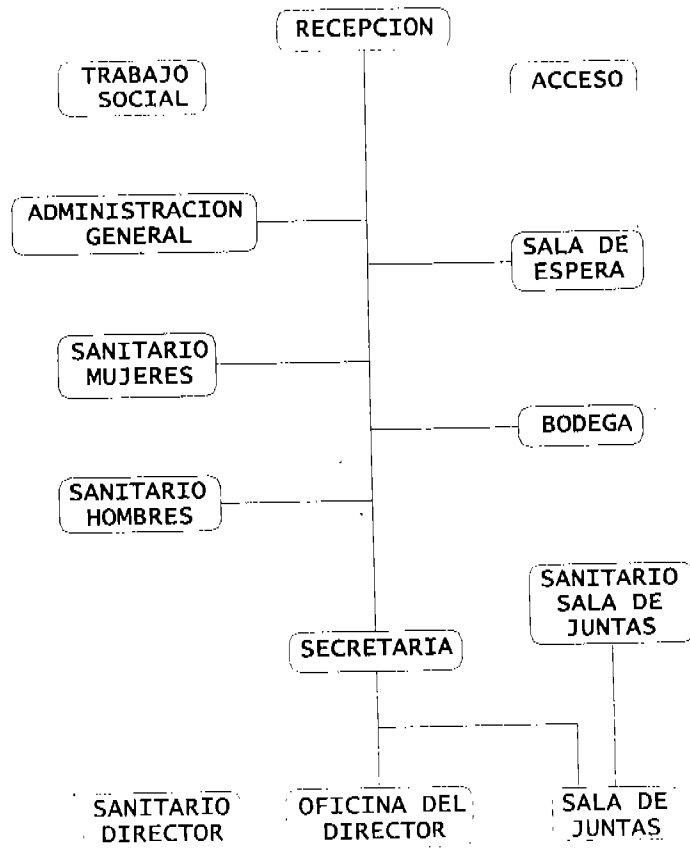 RECEPCION
TRABAJO
SOCIAL
ACCESO
ADMINISTRACION
GENERAL
SALA DE
ESPERA
SANITARIO
MUJERES
BODEGA
SANITARIO
HOMBRES
SANITARIO
SALA DE
JUNTAS
SECRETARIA
SANITARIO
DIRECTOR
OFICINA DEL
DIRECTOR
SALA DE
JUNTAS